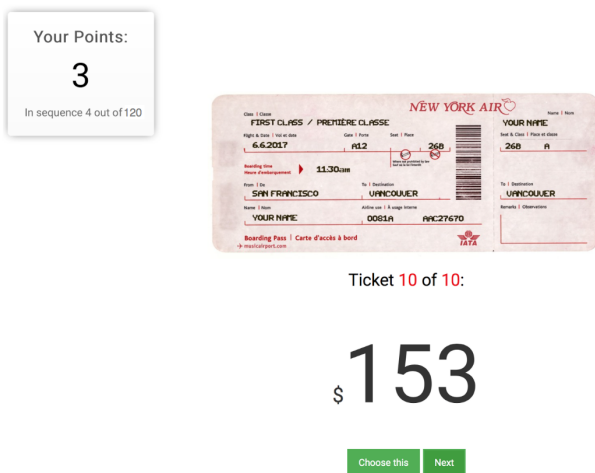 Your Points:
3
In sequence 4 out of 120
NEW YORK AIR
Class | Classe
Name | Nom
FIRST CLASS / PREMIÈRE CLASSE
YOUR NAME
Flight & Date | Vol et date
Gate | Porte
Seat | Place
Seat & Class | Place et classe
6.6.2017
A12
26B
26B A
Boarding time
Heure d'embarquement
11:30am
From | De
To | Destination
To | Destination
SAN FRANCISCO
VANCOUVER
VANCOUVER
Name | Nom
Airline use | À usage interne
Remarks | Observations
YOUR NAME
0081A
AAC27670
Boarding Pass | Carte d'accès à bord
musicairport.com
IATA
Ticket 10 of 10:
$153
Choose this
Next